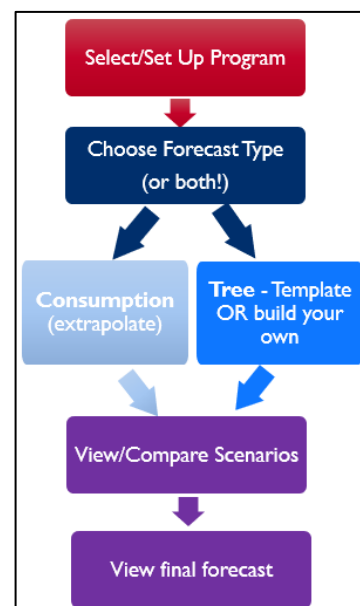 Select/Set Up Program
Choose Forecast Type
(or both!)
Consumption
(extrapolate)
Tree - Template
OR build your
own
View/Compare Scenarios
View final forecast